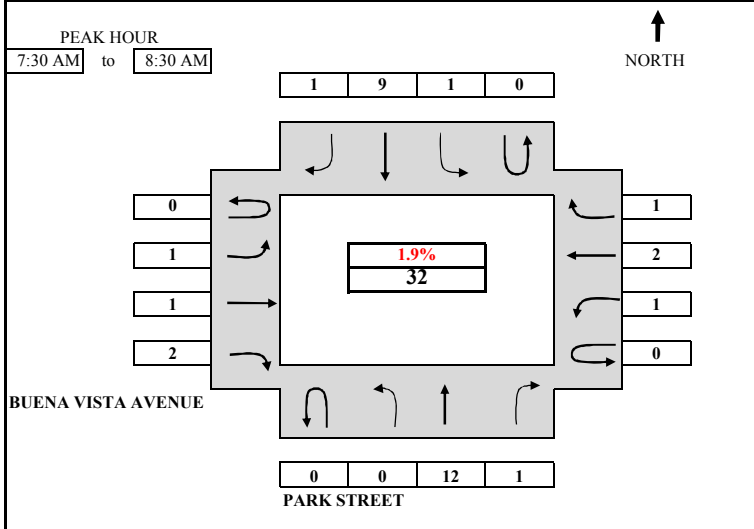 PEAK HOUR
7:30 AM to 8:30 AM
NORTH
1 9 1 0
0 1
1 1.9% 2
32
1 1
2 0
BUENA VISTA AVENUE
0 0 12 1
PARK STREET